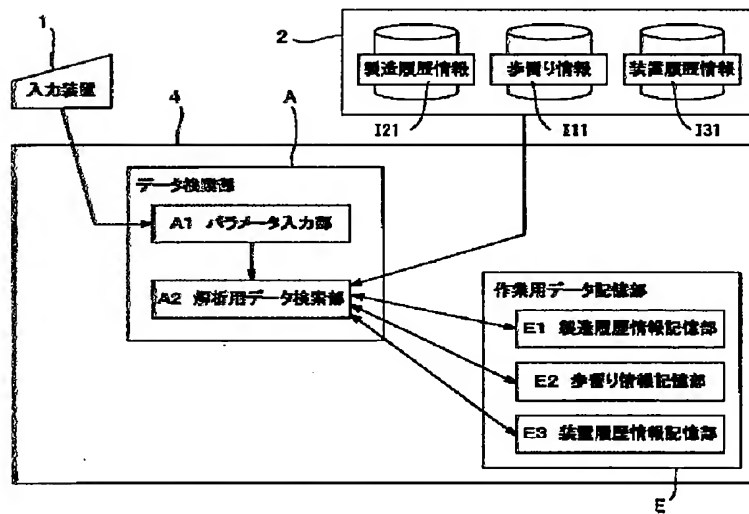 1
入力装置
2
製造履歴情報
歩留り情報
装置履歴情報
I21
I11
I31
4
A
データ検索部
A1 パラメータ入力部
A2 解析用データ検索部
作業用データ記憶部
E1 製造履歴情報記憶部
E2 歩留り情報記憶部
E3 装置履歴情報記憶部
E